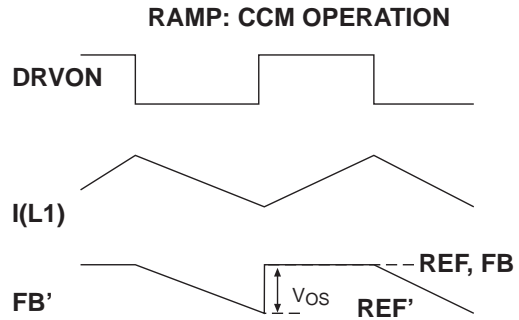 RAMP: CCM OPERATION
DRVON
I(L1)
REF, FB
FB'
VOS
REF'